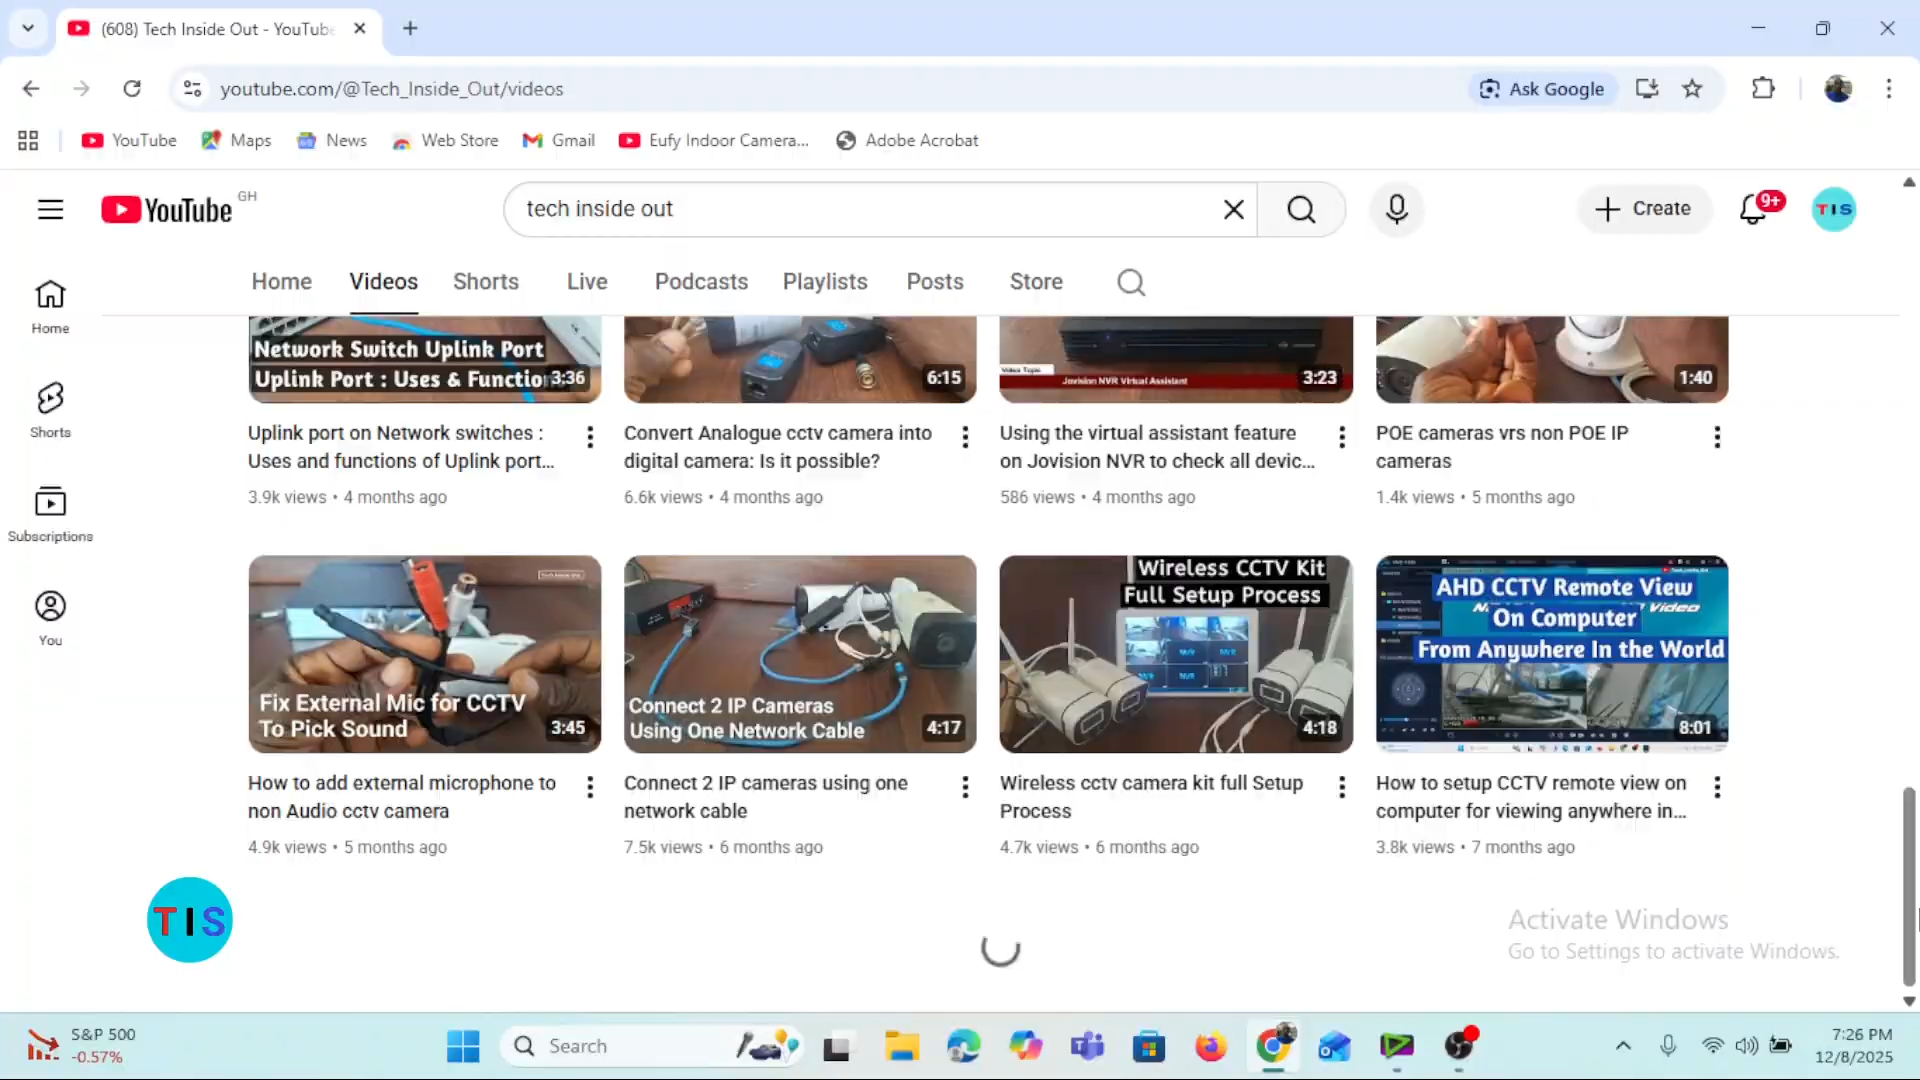 (608) Tech Inside Out - YouTube
youtube.com/@Tech_Inside_Out/videos
Ask Google
YouTube
Maps
News
Web Store
Gmail
Eufy Indoor Camera...
Adobe Acrobat
YouTube GH
tech inside out
Create
9+
TIS
Home
Videos
Shorts
Live
Podcasts
Playlists
Posts
Store
Home
Shorts
Subscriptions
You
Network Switch Uplink Port
Uplink Port : Uses & Functio
3:36
6:15
Video Topic
Jovision NVR Virtual Assistant
3:23
1:40
Uplink port on Network switches :
Uses and functions of Uplink port...
3.9k views • 4 months ago
Convert Analogue cctv camera into
digital camera: Is it possible?
6.6k views • 4 months ago
Using the virtual assistant feature
on Jovision NVR to check all devic...
586 views • 4 months ago
POE cameras vrs non POE IP
cameras
1.4k views • 5 months ago
Fix External Mic for CCTV
To Pick Sound
3:45
Connect 2 IP Cameras
Using One Network Cable
4:17
Wireless CCTV Kit
Full Setup Process
4:18
AHD CCTV Remote View
On Computer
From Anywhere In the World
8:01
How to add external microphone to
non Audio cctv camera
4.9k views • 5 months ago
Connect 2 IP cameras using one
network cable
7.5k views • 6 months ago
Wireless cctv camera kit full Setup
Process
4.7k views • 6 months ago
How to setup CCTV remote view on
computer for viewing anywhere in...
3.8k views • 7 months ago
TIS
Activate Windows
Go to Settings to activate Windows.
S&P 500
-0.57%
Search
7:26 PM
12/8/2025